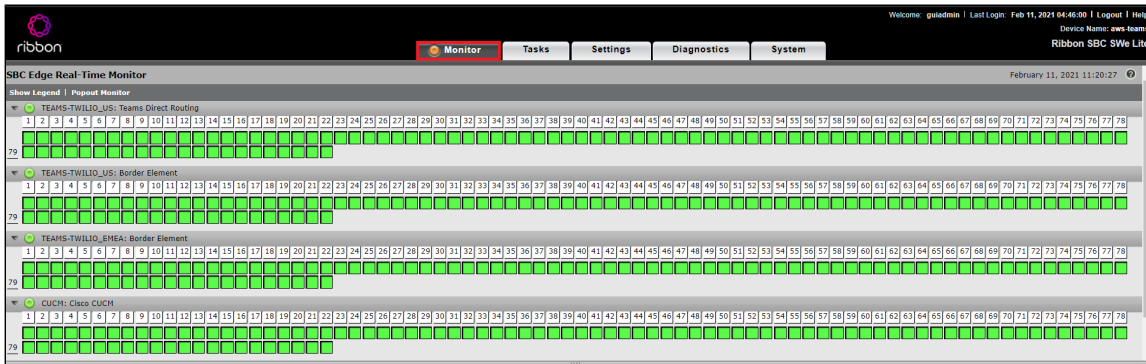 Welcome: guiadmin | Last Login: Feb 11, 2021 04:46:00 | Logout | Help
Device Name: aws-teams
ribbon
Ribbon SBC SWe Lite
Monitor Tasks Settings Diagnostics System
SBC Edge Real-Time Monitor February 11, 2021 11:20:27
Show Legend | Popout Monitor
TEAMS-TWILIO_US: Teams Direct Routing
1 2 3 4 5 6 7 8 9 10 11 12 13 14 15 16 17 18 19 20 21 22 23 24 25 26 27 28 29 30 31 32 33 34 35 36 37 38 39 40 41 42 43 44 45 46 47 48 49 50 51 52 53 54 55 56 57 58 59 60 61 62 63 64 65 66 67 68 69 70 71 72 73 74 75 76 77 78
79
TEAMS-TWILIO_US: Border Element
1 2 3 4 5 6 7 8 9 10 11 12 13 14 15 16 17 18 19 20 21 22 23 24 25 26 27 28 29 30 31 32 33 34 35 36 37 38 39 40 41 42 43 44 45 46 47 48 49 50 51 52 53 54 55 56 57 58 59 60 61 62 63 64 65 66 67 68 69 70 71 72 73 74 75 76 77 78
79
TEAMS-TWILIO_EMEA: Border Element
1 2 3 4 5 6 7 8 9 10 11 12 13 14 15 16 17 18 19 20 21 22 23 24 25 26 27 28 29 30 31 32 33 34 35 36 37 38 39 40 41 42 43 44 45 46 47 48 49 50 51 52 53 54 55 56 57 58 59 60 61 62 63 64 65 66 67 68 69 70 71 72 73 74 75 76 77 78
79
CUCM: Cisco CUCM
1 2 3 4 5 6 7 8 9 10 11 12 13 14 15 16 17 18 19 20 21 22 23 24 25 26 27 28 29 30 31 32 33 34 35 36 37 38 39 40 41 42 43 44 45 46 47 48 49 50 51 52 53 54 55 56 57 58 59 60 61 62 63 64 65 66 67 68 69 70 71 72 73 74 75 76 77 78
79